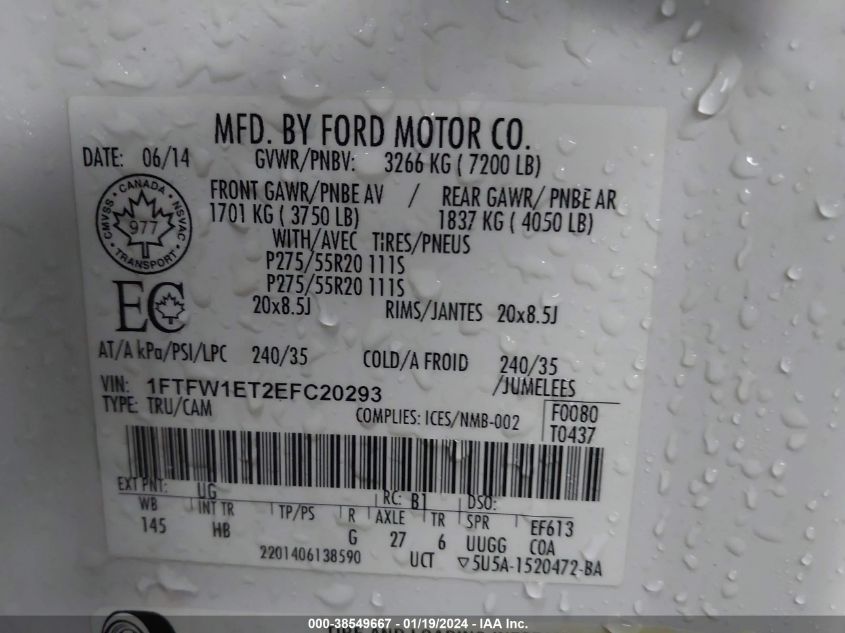 MFD. BY FORD MOTOR CO.
DATE: 06/14 GVWR/PNBV: 3266 KG ( 7200 LB)
FRONT GAWR/PNBE AV / REAR GAWR/ PNBE AR
1701 KG ( 3750 LB) 1837 KG ( 4050 LB)
WITH/AVEC TIRES/PNEUS
P275/55R20 111S
P275/55R20 111S
20x8.5J RIMS/JANTES 20x8.5J
CMVSS • CANADA • NSVAC • TRANSPORT •
977
EC
AT/A kPa/PSI/LPC 240/35 COLD/A FROID 240/35
VIN: 1FTFW1ET2EFC20293 /JUMELEES
TYPE: TRU/CAM COMPLIES: ICES/NMB-002 F0080
T0437
EXT PNT: UG RC: B1 DSO:
WB INT TR TP/PS R AXLE TR SPR EF613
145 HB G 27 6 UUGG COA
2201406138590 UCT ▽5U5A-1520472-BA
000-38549667 - 01/19/2024 - IAA Inc.